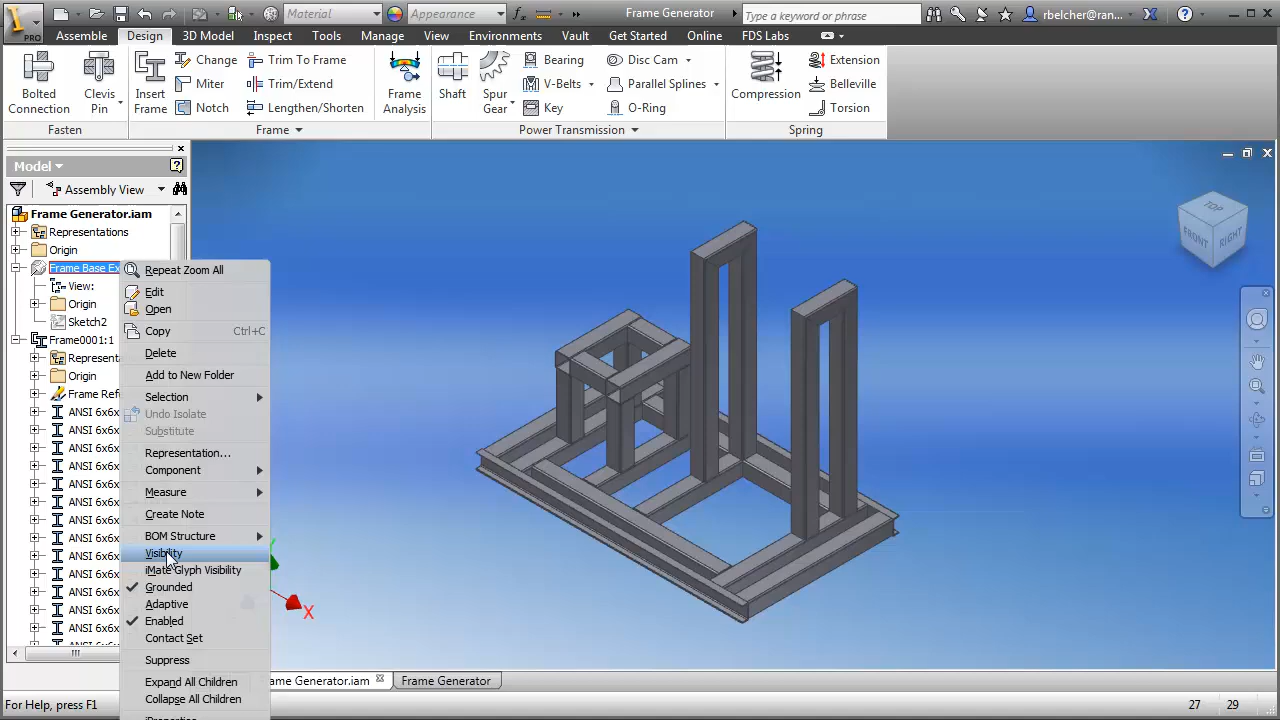 PRO
Material
Appearance
Frame Generator
Type a keyword or phrase
rbelcher@ran...
Assemble Design 3D Model Inspect Tools Manage View Environments Vault Get Started Online FDS Labs
Bolted Connection
Clevis Pin
Insert Frame
Change
Miter
Notch
Trim To Frame
Trim/Extend
Lengthen/Shorten
Frame Analysis
Shaft
Spur Gear
Bearing
V-Belts
Key
Disc Cam
Parallel Splines
O-Ring
Compression
Extension
Belleville
Torsion
Fasten
Frame
Power Transmission
Spring
Model
Assembly View
Frame Generator.iam
Representations
Origin
Frame Base Ex
View:
Origin
Sketch2
Frame0001:1
Represent
Origin
Frame Ref
ANSI 6x6x
ANSI 6x6x
ANSI 6x6x
ANSI 6x6x
ANSI 6x6x
ANSI 6x6x
ANSI 6x6x
ANSI 6x6x
ANSI 6x6x
ANSI 6x6x
ANSI 6x6x
ANSI 6x6x
ANSI 6x6x
Repeat Zoom All
Edit
Open
Copy Ctrl+C
Delete
Add to New Folder
Selection
Undo Isolate
Substitute
Representation...
Component
Measure
Create Note
BOM Structure
Visibility
iMate Glyph Visibility
Grounded
Adaptive
Enabled
Contact Set
Suppress
Expand All Children
Collapse All Children
iProperties
TOP
FRONT
RIGHT
Y
X
ame Generator.iam
Frame Generator
For Help, press F1
27 29